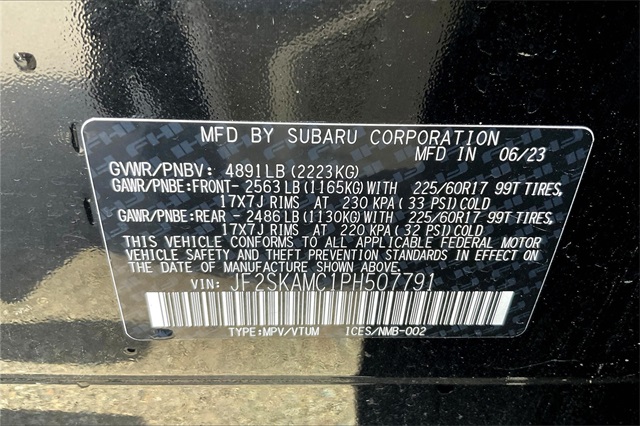 MFD BY SUBARU CORPORATION
MFD IN 06/23
GVWR/PNBV: 4891LB (2223KG)
GAWR/PNBE:FRONT- 2563LB (1165KG) WITH 225/60R17 99T TIRES,
17X7J RIMS AT 230 KPA ( 33 PSI) COLD
GAWR/PNBE:REAR - 2486LB (1130KG) WITH 225/60R17 99T TIRES,
17X7J RIMS AT 220 KPA ( 32 PSI) COLD
THIS VEHICLE CONFORMS TO ALL APPLICABLE FEDERAL MOTOR
VEHICLE SAFETY AND THEFT PREVENTION STANDARDS IN EFFECT
ON THE DATE OF MANUFACTURE SHOWN ABOVE.
VIN: JF2SKAMC1PH507791
TYPE:MPV/VTUM ICES/NMB-002